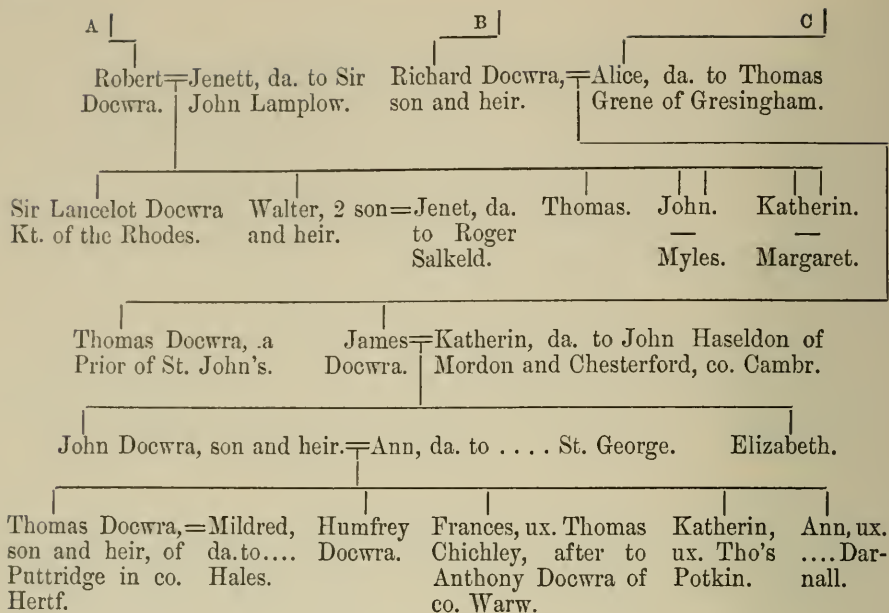 A B C
Robert=Jenett, da. to Sir Richard Docwra,=Alice, da. to Thomas
Docwra. John Lamplow. son and heir. Grene of Gresingham.
Sir Lancelot Docwra Walter, 2 son=Jenet, da. Thomas. John. Katherin.
Kt. of the Rhodes. and heir. to Roger — —
Salkeld. Myles. Margaret.
Thomas Docwra, .a James=Katherin, da. to John Haseldon of
Prior of St. John's. Docwra. Mordon and Chesterford, co. Cambr.
John Docwra, son and heir.=Ann, da. to .... St. George. Elizabeth.
Thomas Docwra,=Mildred, Humfrey Frances, ux. Thomas Katherin, Ann, ux.
son and heir, of da. to.... Docwra. Chichley, after to ux. Tho's ....Dar-
Puttridge in co. Hales. Anthony Docwra of Potkin. nall.
Hertf. co. Warw.